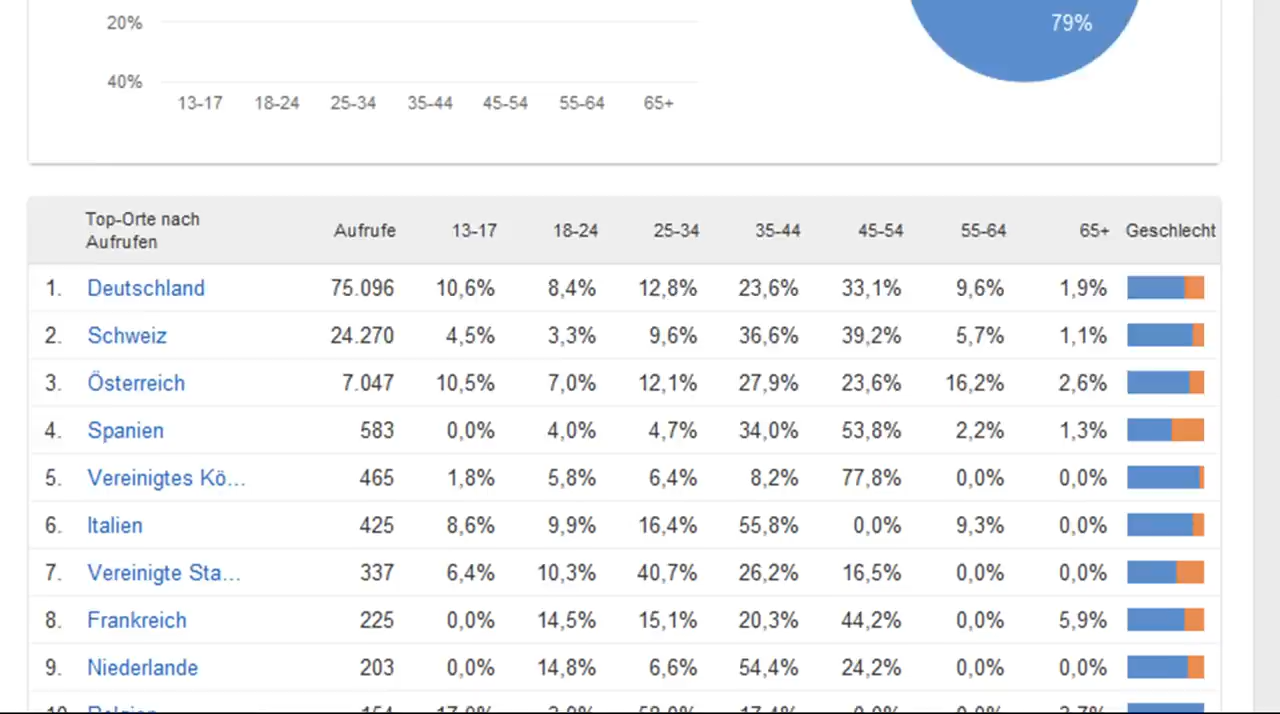 20%
79%
40%
13-17 18-24 25-34 35-44 45-54 55-64 65+
Top-Orte nach
Aufrufen
Aufrufe 13-17 18-24 25-34 35-44 45-54 55-64 65+ Geschlecht
1. Deutschland 75.096 10,6% 8,4% 12,8% 23,6% 33,1% 9,6% 1,9%
2. Schweiz 24.270 4,5% 3,3% 9,6% 36,6% 39,2% 5,7% 1,1%
3. Österreich 7.047 10,5% 7,0% 12,1% 27,9% 23,6% 16,2% 2,6%
4. Spanien 583 0,0% 4,0% 4,7% 34,0% 53,8% 2,2% 1,3%
5. Vereinigtes Kö... 465 1,8% 5,8% 6,4% 8,2% 77,8% 0,0% 0,0%
6. Italien 425 8,6% 9,9% 16,4% 55,8% 0,0% 9,3% 0,0%
7. Vereinigte Sta... 337 6,4% 10,3% 40,7% 26,2% 16,5% 0,0% 0,0%
8. Frankreich 225 0,0% 14,5% 15,1% 20,3% 44,2% 0,0% 5,9%
9. Niederlande 203 0,0% 14,8% 6,6% 54,4% 24,2% 0,0% 0,0%